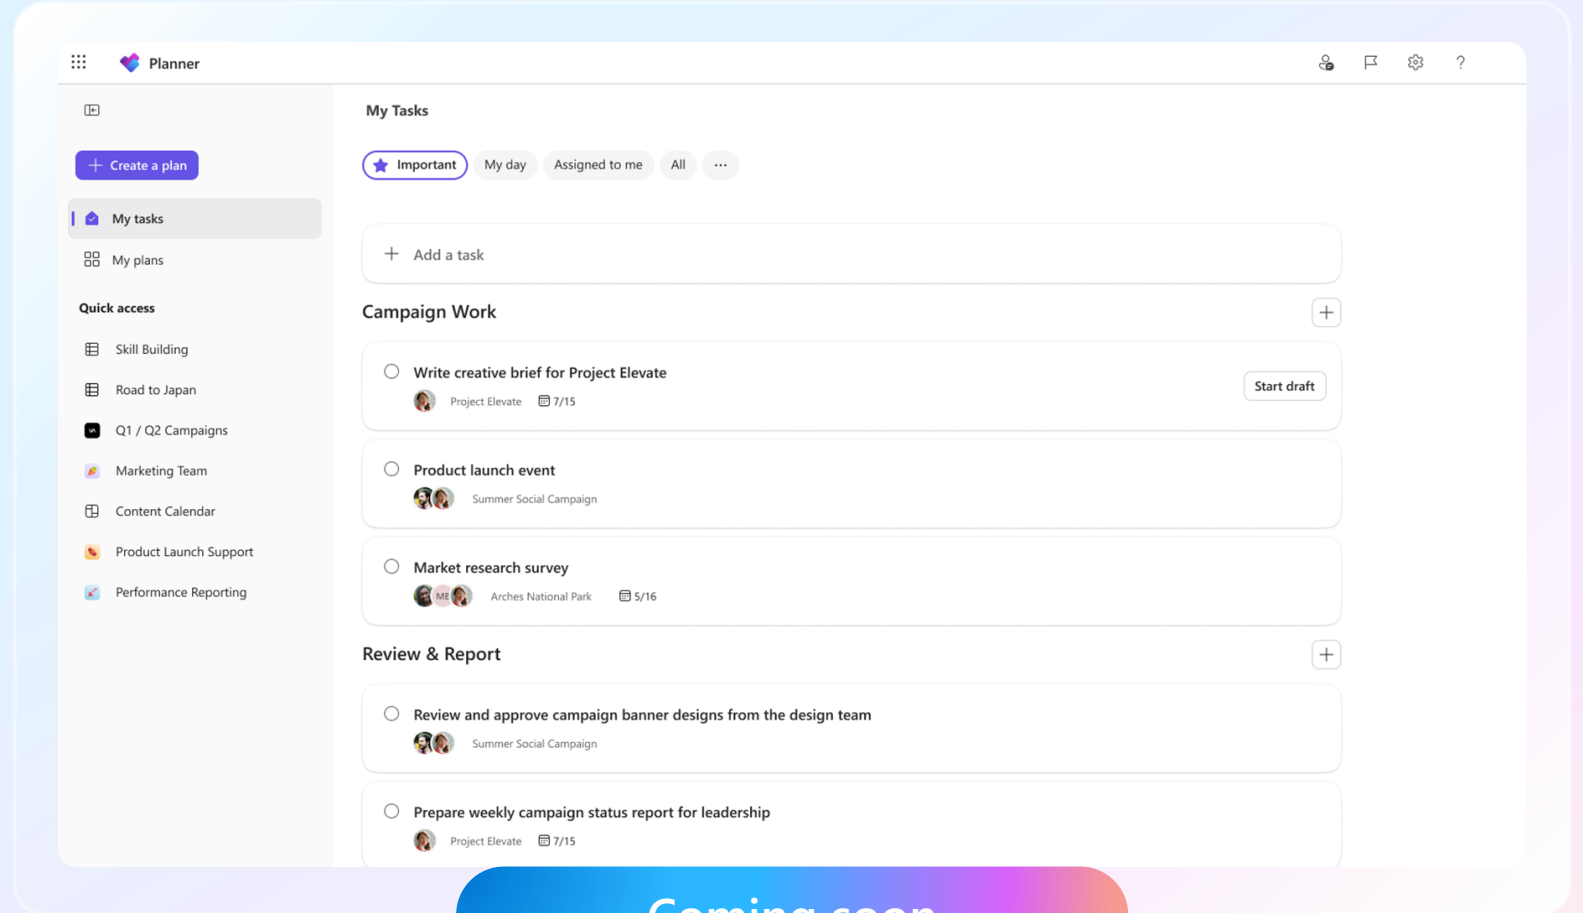 Planner
?
My Tasks
Create a plan
Important
My day
Assigned to me
All
My tasks
My plans
Add a task
Quick access
Campaign Work
Skill Building
Road to Japan
Q1 / Q2 Campaigns
Marketing Team
Content Calendar
Product Launch Support
Performance Reporting
Write creative brief for Project Elevate
Project Elevate 7/15
Start draft
Product launch event
Summer Social Campaign
Market research survey
ME Arches National Park 5/16
Review & Report
Review and approve campaign banner designs from the design team
Summer Social Campaign
Prepare weekly campaign status report for leadership
Project Elevate 7/15
Coming soon